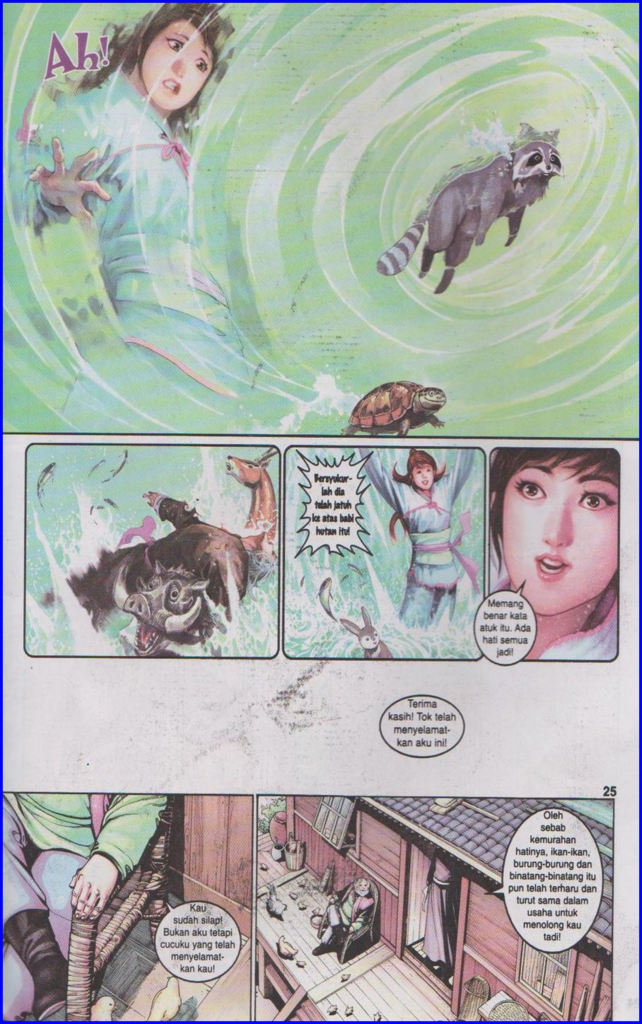 Ah!
Bersyukur-
lah dia
telah jatuh
ke atas babi
hutan itu!
Memang
benar kata
atuk itu. Ada
hati semua
jadi!
Terima
kasih! Tok telah
menyelamat-
kan aku ini!
25
Kau
sudah silap!
Bukan aku tetapi
cucuku yang telah
menyelamat-
kan kau!
Oleh
sebab
kemurahan
hatinya, ikan-ikan,
burung-burung dan
binatang-binatang itu
pun telah terharu dan
turut sama dalam
usaha untuk
menolong kau
tadi!